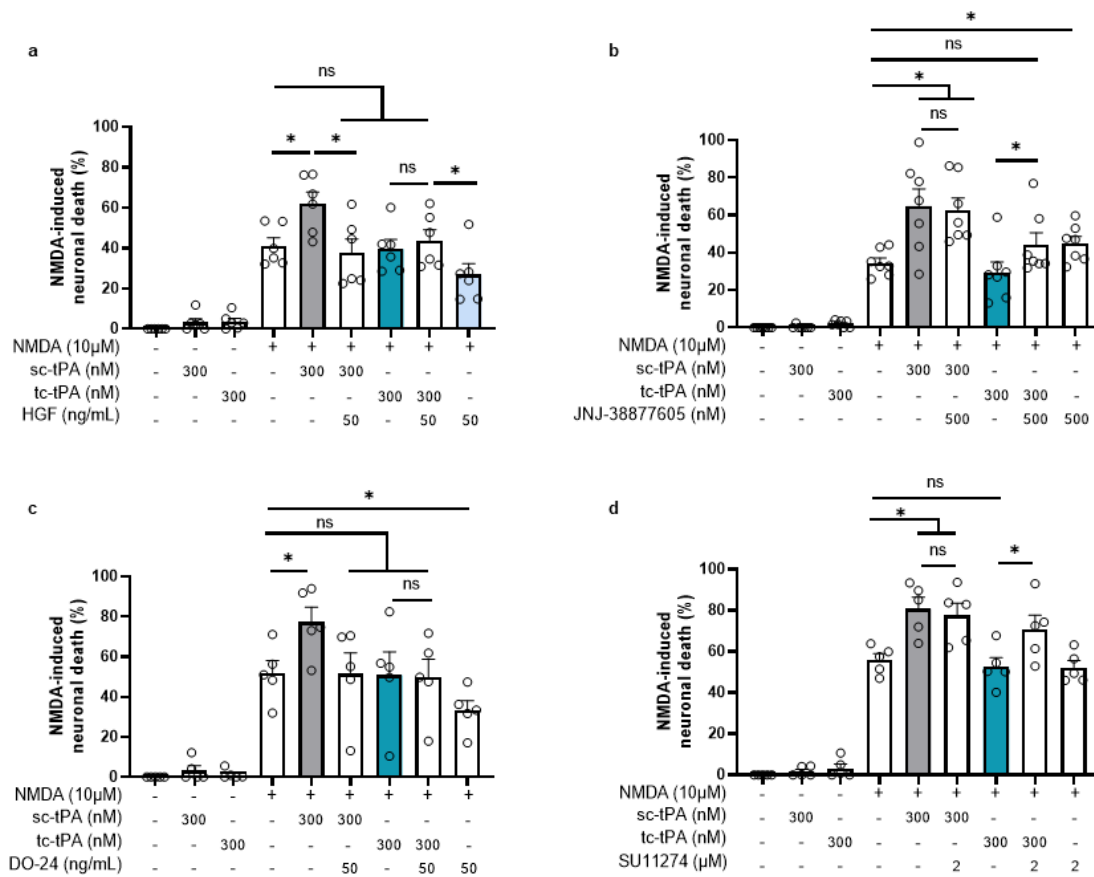 a
ns
*
*
ns
*
NMDA-induced
neuronal death (%)
100
80
60
40
20
0
NMDA (10µM) - - - + + + + + +
sc-tPA (nM) - 300 - - 300 300 - - -
tc-tPA (nM) - - 300 - - - 300 300 -
HGF (ng/mL) - - - - - 50 - 50 50
b
*
ns
*
ns
*
NMDA-induced
neuronal death (%)
100
80
60
40
20
0
NMDA (10µM) - - - + + + + + +
sc-tPA (nM) - 300 - - 300 300 - - -
tc-tPA (nM) - - 300 - - - 300 300 -
JNJ-38877605 (nM) - - - - - 500 - 500 500
c
*
ns
*
ns
NMDA-induced
neuronal death (%)
100
80
60
40
20
0
NMDA (10µM) - - - + + + + + +
sc-tPA (nM) - 300 - - 300 300 - - -
tc-tPA (nM) - - 300 - - - 300 300 -
DO-24 (ng/mL) - - - - - 50 - 50 50
d
ns
*
ns
*
NMDA-induced
neuronal death (%)
100
80
60
40
20
0
NMDA (10µM) - - - + + + + + +
sc-tPA (nM) - 300 - - 300 300 - - -
tc-tPA (nM) - - 300 - - - 300 300 -
SU11274 (µM) - - - - - 2 - 2 2